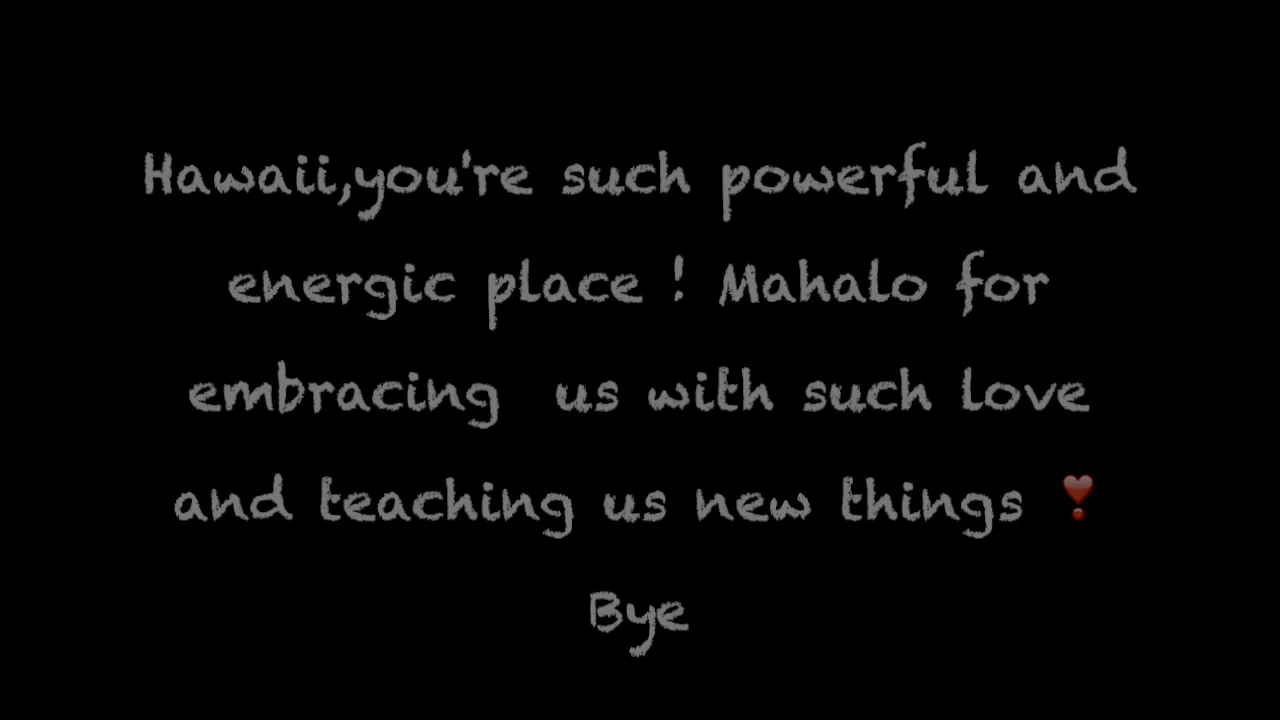 Hawaii,you're such powerful and
energic place ! Mahalo for
embracing  us with such love
and teaching us new things ❣️
Bye